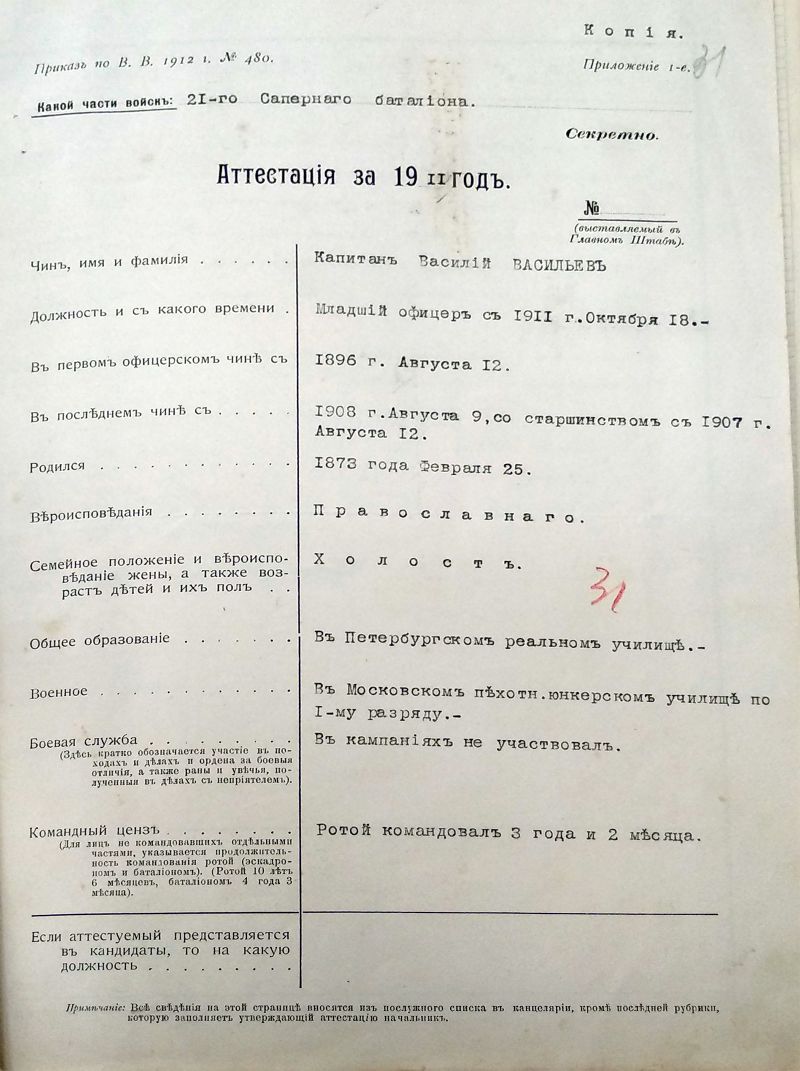 Копія.
31
Приказъ по В. В. 1912 г. № 480.
Приложеніе 1-е.
Какой части войскъ: 21-го Сапернаго баталіона.
Секретно.
Аттестація за 1911 годъ.
№
(выставляемый въ
Главномъ Штабѣ).
Чинъ, имя и фамилія . . . . . . Капитанъ Василій ВАСИЛЬЕВЪ
Должность и съ какого времени . Младшій офицеръ съ 1911 г.Октября 18.-
Въ первомъ офицерскомъ чинѣ съ 1896 г. Августа 12.
Въ послѣднемъ чинѣ съ . . . . . 1908 г.Августа 9,со старшинствомъ съ 1907 г.
Августа 12.
Родился . . . . . . . . . . . . 1873 года Февраля 25.
Вѣроисповѣданія . . . . . . . . Православнаго.
Семейное положеніе и вѣроиспо- Холостъ.
вѣданіе жены, а также воз-
растъ дѣтей и ихъ полъ . .
31
Общее образованіе . . . . . . . Въ Петербургскомъ реальномъ училищѣ.-
Военное . . . . . . . . . . . . Въ Московскомъ пѣхотн.юнкерскомъ училищѣ по
I-му разряду.-
Боевая служба . . . . . . . . . Въ кампаніяхъ не участвовалъ.
(Здѣсь кратко обозначается участіе въ по-
ходахъ и дѣлахъ и ордена за боевыя
отличія, а также раны и увѣчья, по-
лученныя въ дѣлахъ съ непріятелемъ).
Командный цензъ . . . . . . . . Ротой командовалъ 3 года и 2 мѣсяца.
(Для лицъ не командовавшихъ отдѣльными
частями, указывается продолжитель-
ность командованія ротой (эскадро-
номъ и баталіономъ). (Ротой 10 лѣтъ
6 мѣсяцевъ, баталіономъ 4 года 3
мѣсяца).
Если аттестуемый представляется
въ кандидаты, то на какую
должность . . . . . . . . .
Примѣчаніе: Всѣ свѣдѣнія на этой страницѣ вносятся изъ послужного списка въ канцеляріи, кромѣ послѣдней рубрики,
которую заполняетъ утверждающій аттестацію начальникъ.